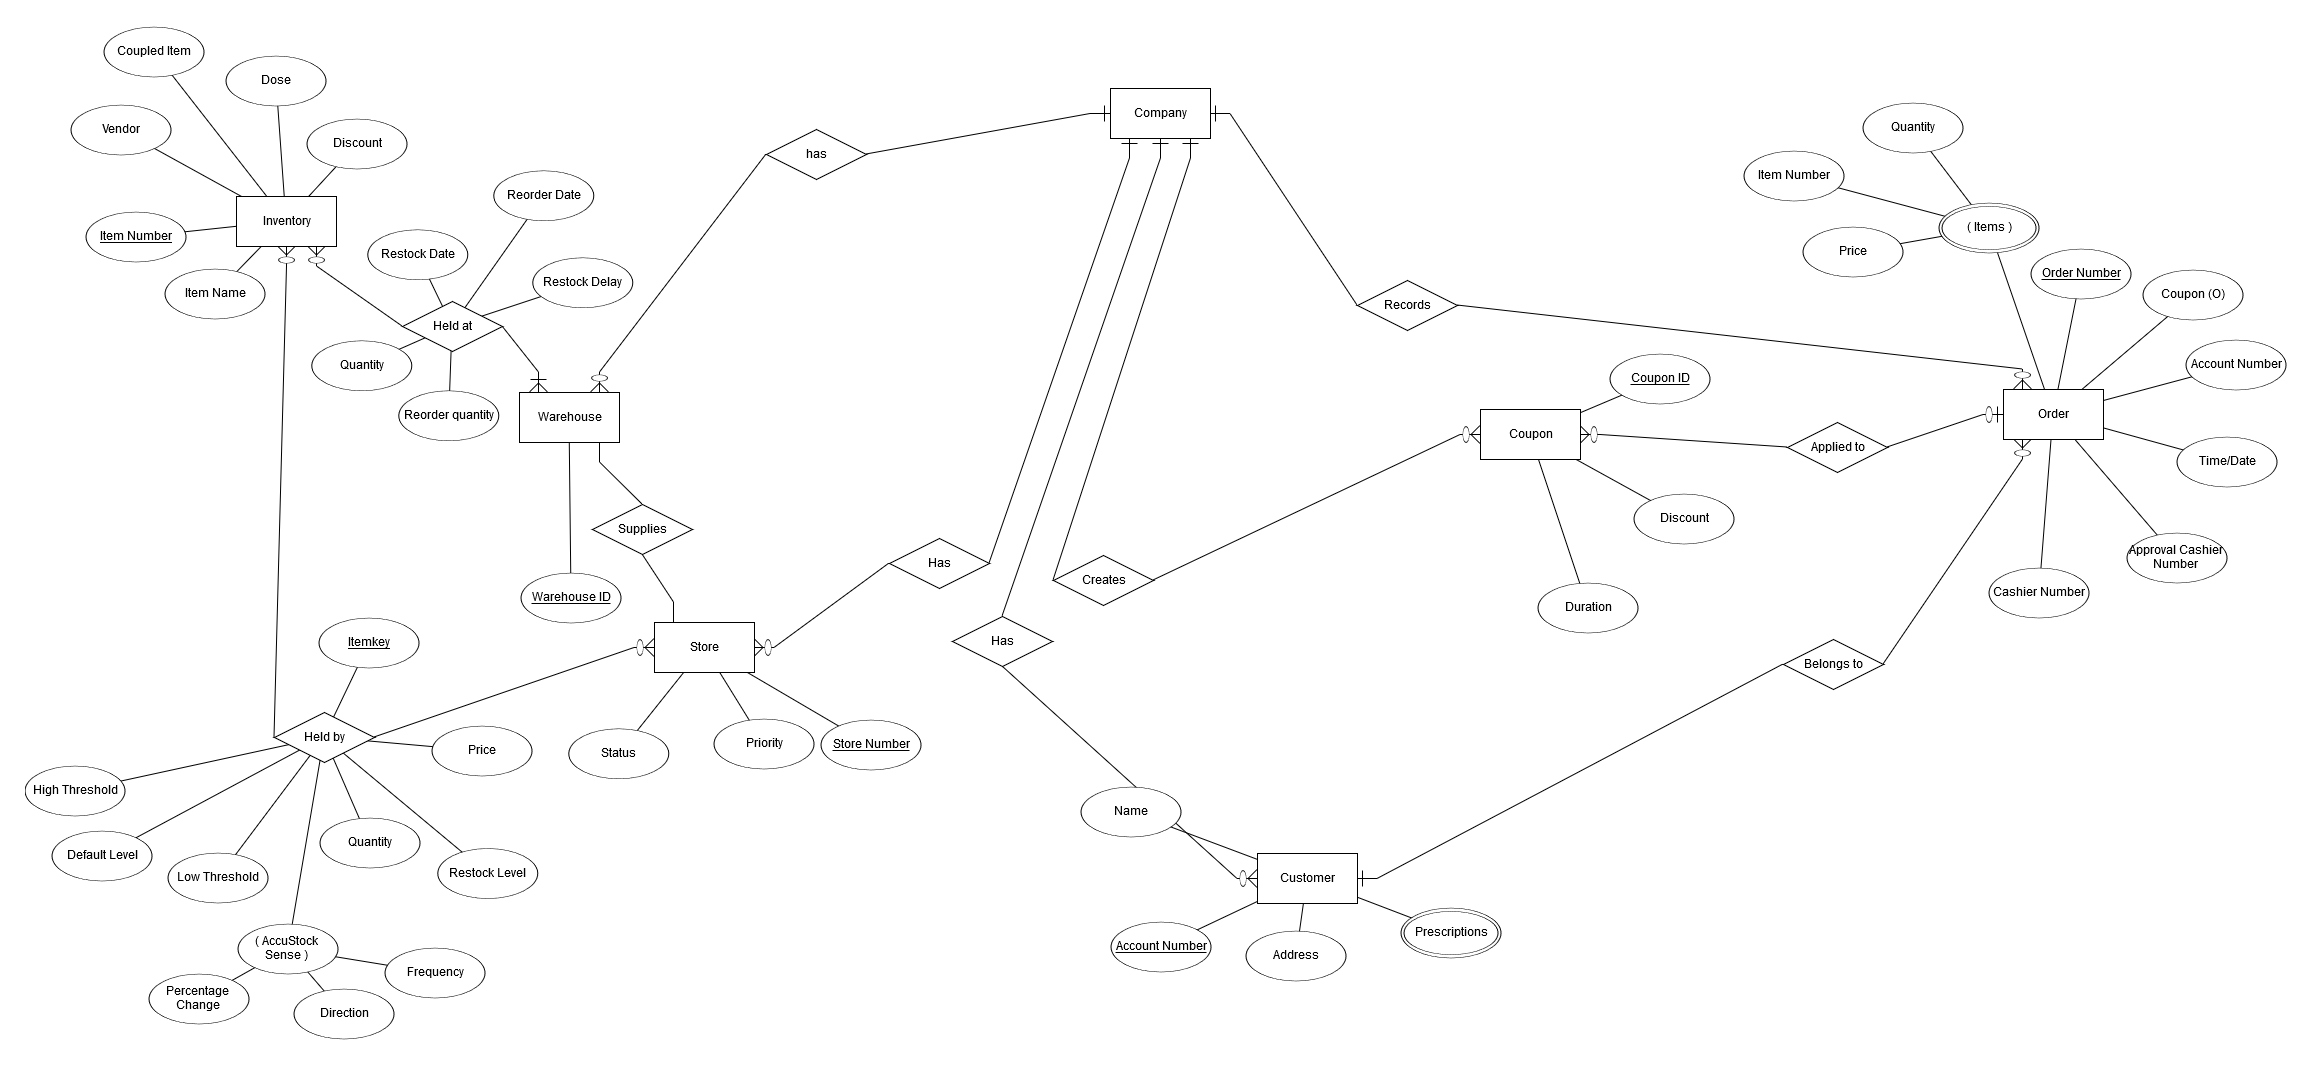 Coupled Item
Dose
Vendor
Discount
Inventory
Item Number
Item Name
Restock Date
Reorder Date
Restock Delay
Held at
Quantity
Reorder quantity
has
Company
Warehouse
Supplies
Warehouse ID
Has
Store
Status
Priority
Store Number
Itemkey
Held by
Price
High Threshold
Default Level
Low Threshold
Quantity
Restock Level
( AccuStock
Sense )
Percentage
Change
Direction
Frequency
Has
Creates
Name
Customer
Account Number
Address
Prescriptions
Belongs to
Records
Coupon ID
Coupon
Discount
Duration
Applied to
Quantity
Item Number
( Items )
Price
Order Number
Coupon (O)
Account Number
Order
Time/Date
Approval Cashier
Number
Cashier Number